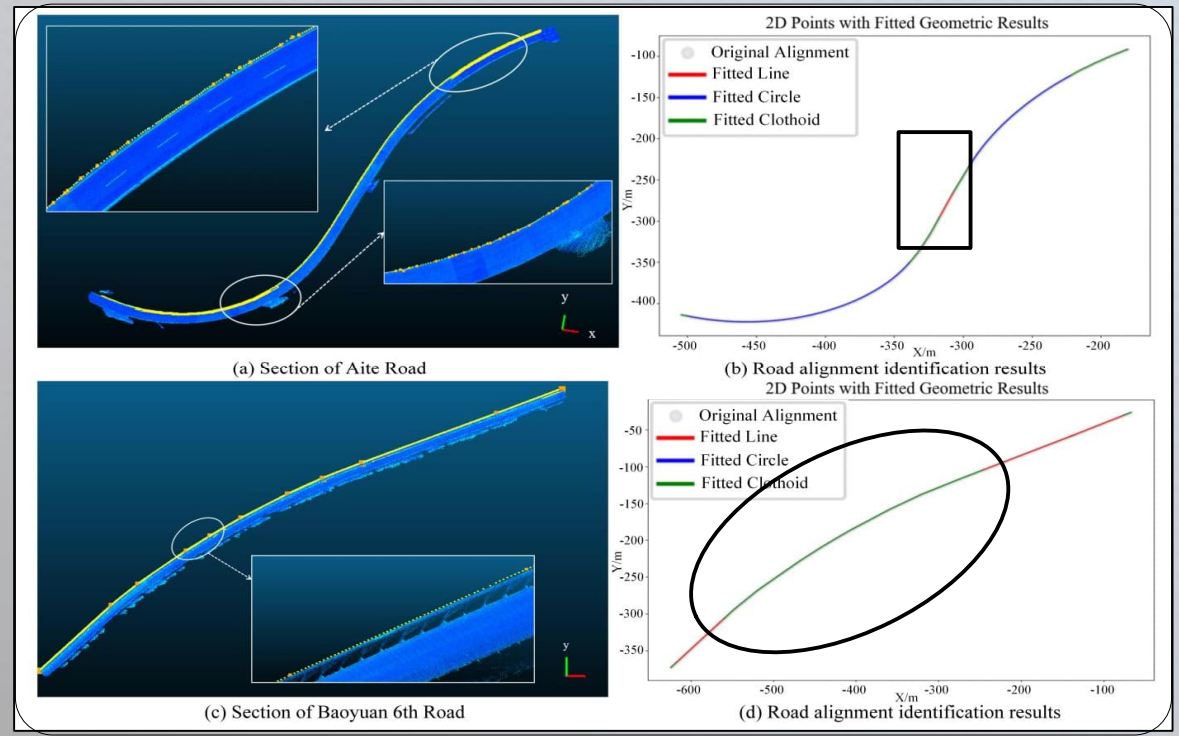 2D Points with Fitted Geometric Results
Original Alignment
Fitted Line
Fitted Circle
Fitted Clothoid
-100
-150
-200
-250
-300
-350
-400
Y/m
-500
-450
-400
-350
-300
-250
-200
X/m
y
x
(a) Section of Aite Road
(b) Road alignment identification results
2D Points with Fitted Geometric Results
Original Alignment
Fitted Line
Fitted Circle
Fitted Clothoid
-50
-100
-150
-200
-250
-300
-350
Y/m
-600
-500
-400
-300
-200
-100
X/m
y
(c) Section of Baoyuan 6th Road
(d) Road alignment identification results